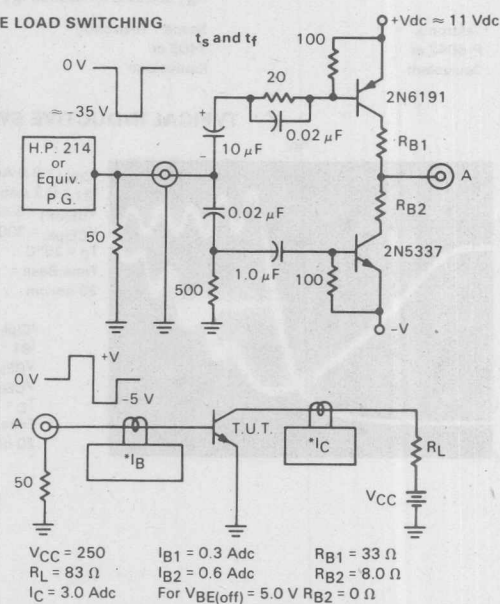 E LOAD SWITCHING
ts and tf
+Vdc ≈ 11 Vdc
0 V
≈ -35 V
100
20
0.02 μF
2N6191
+
10 μF
RB1
A
RB2
H.P. 214
or
Equiv.
P.G.
50
0.02 μF
500
1.0 μF
100
2N5337
-V
+V
0 V
-5 V
A
T.U.T.
*IB
*IC
50
RL
VCC
VCC = 250
RL = 83 Ω
IC = 3.0 Adc
IB1 = 0.3 Adc
IB2 = 0.6 Adc
For VBE(off) = 5.0 V RB2 = 0 Ω
RB1 = 33 Ω
RB2 = 8.0 Ω